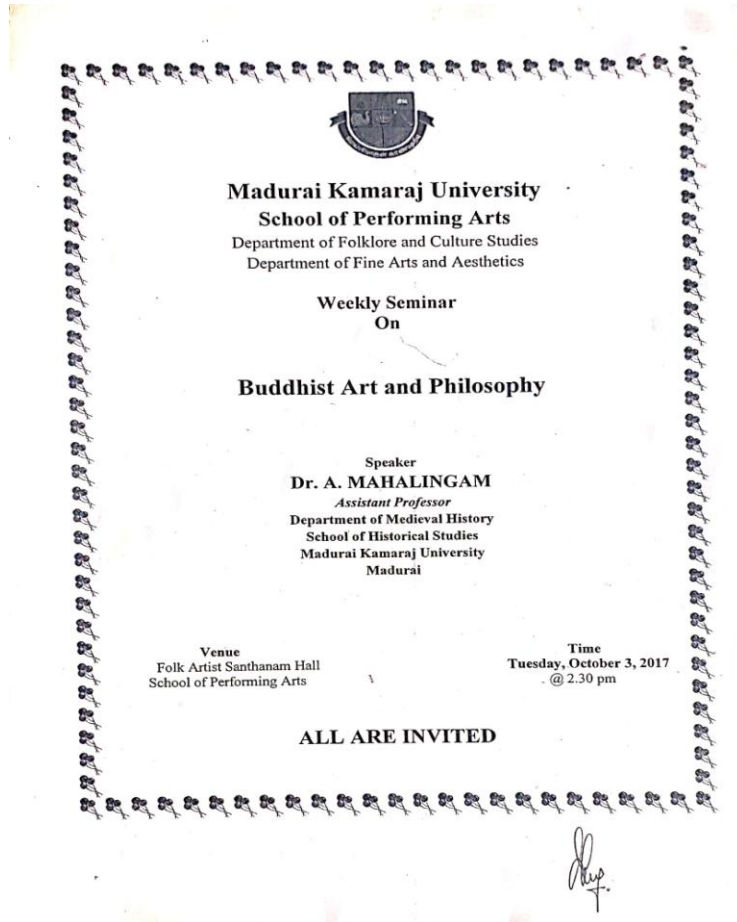 Madurai Kamaraj University
School of Performing Arts
Department of Folklore and Culture Studies
Department of Fine Arts and Aesthetics
Weekly Seminar
On
Buddhist Art and Philosophy
Speaker
Dr. A. MAHALINGAM
Assistant Professor
Department of Medieval History
School of Historical Studies
Madurai Kamaraj University
Madurai
Venue
Folk Artist Santhanam Hall
School of Performing Arts
Time
Tuesday, October 3, 2017
@ 2.30 pm
ALL ARE INVITED